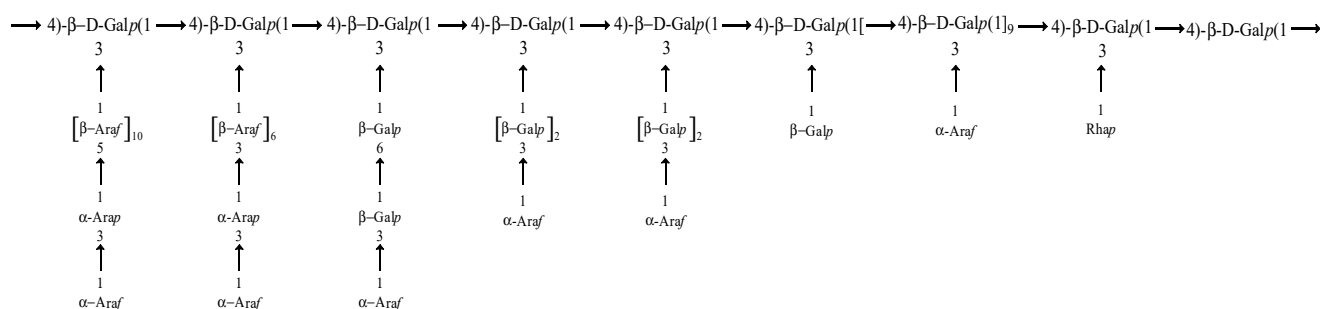 4)-β–D-Galp(1 4)-β-D-Galp(1 4)-β–D-Galp(1 4)-β–D-Galp(1 4)-β–D-Galp(1 4)-β–D-Galp(1[ 4)-β–D-Galp(1]9 4)-β-D-Galp(1 4)-β-D-Galp(1
3 3 3 3 3 3 3 3
1 1 1 1 1 1 1 1
[β–Araf]10 [β–Araf]6 β–Galp [β–Galp]2 [β–Galp]2 β–Galp α-Araf Rhap
5 3 6 3 3
1 1 1 1 1
α-Arap α-Arap β–Galp α-Araf α-Araf
3 3 3
1 1 1
α–Araf α–Araf α–Araf